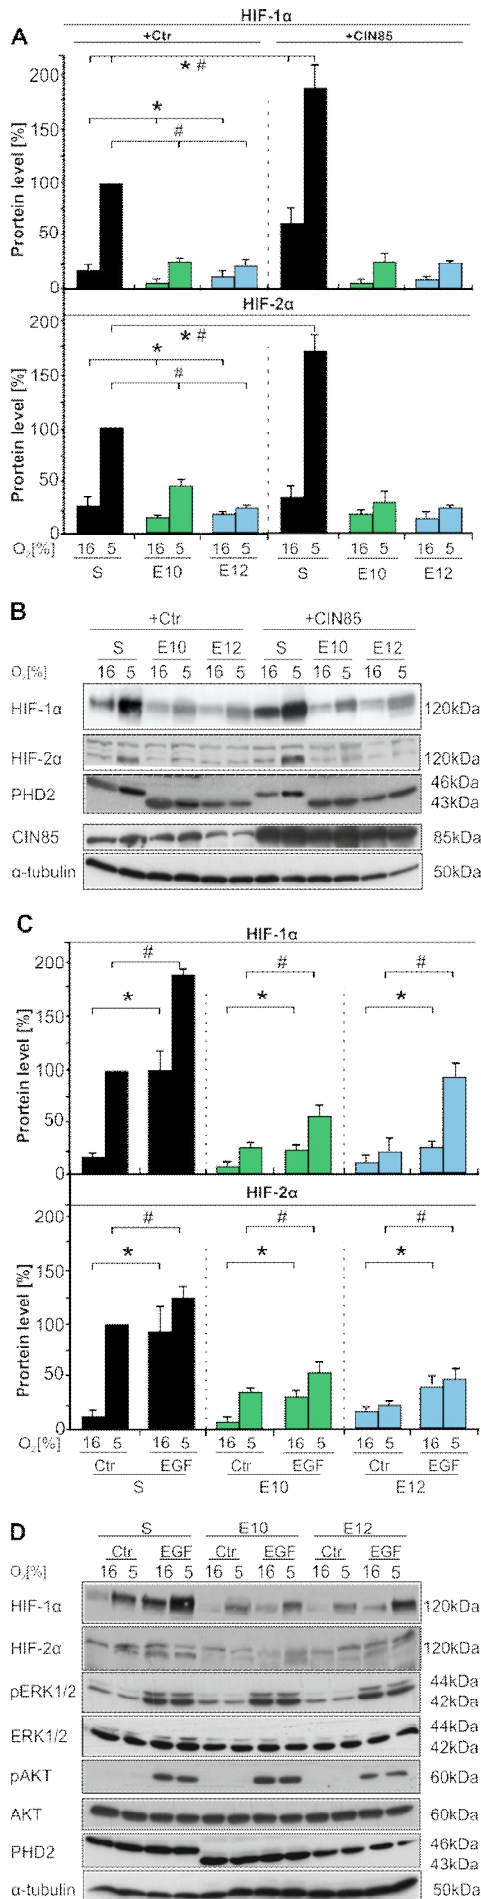 HIF-1α
A
+Ctr +CIN85
200
* #
150
*
#
100
50
0
Prortein level [%]
HIF-2α
200
* #
150
*
#
100
50
0
Prortein level [%]
O2[%] 16 5 16 5 16 5 16 5 16 5 16 5
S E10 E12 S E10 E12
B
+Ctr +CIN85
S E10 E12 S E10 E12
O2[%] 16 5 16 5 16 5 16 5 16 5 16 5
HIF-1α 120kDa
HIF-2α 120kDa
PHD2 46kDa
43kDa
CIN85 85kDa
α-tubulin 50kDa
C
HIF-1α
200
# # #
* * *
150
100
50
0
Prortein level [%]
HIF-2α
200
# # #
* * *
150
100
50
0
Prortein level [%]
O2[%] 16 5 16 5 16 5 16 5 16 5 16 5
Ctr EGF Ctr EGF Ctr EGF
S E10 E12
D
S E10 E12
Ctr EGF Ctr EGF Ctr EGF
O2[%] 16 5 16 5 16 5 16 5 16 5 16 5
HIF-1α 120kDa
HIF-2α 120kDa
pERK1/2 44kDa
42kDa
ERK1/2 44kDa
42kDa
pAKT 60kDa
AKT 60kDa
PHD2 46kDa
43kDa
α-tubulin 50kDa